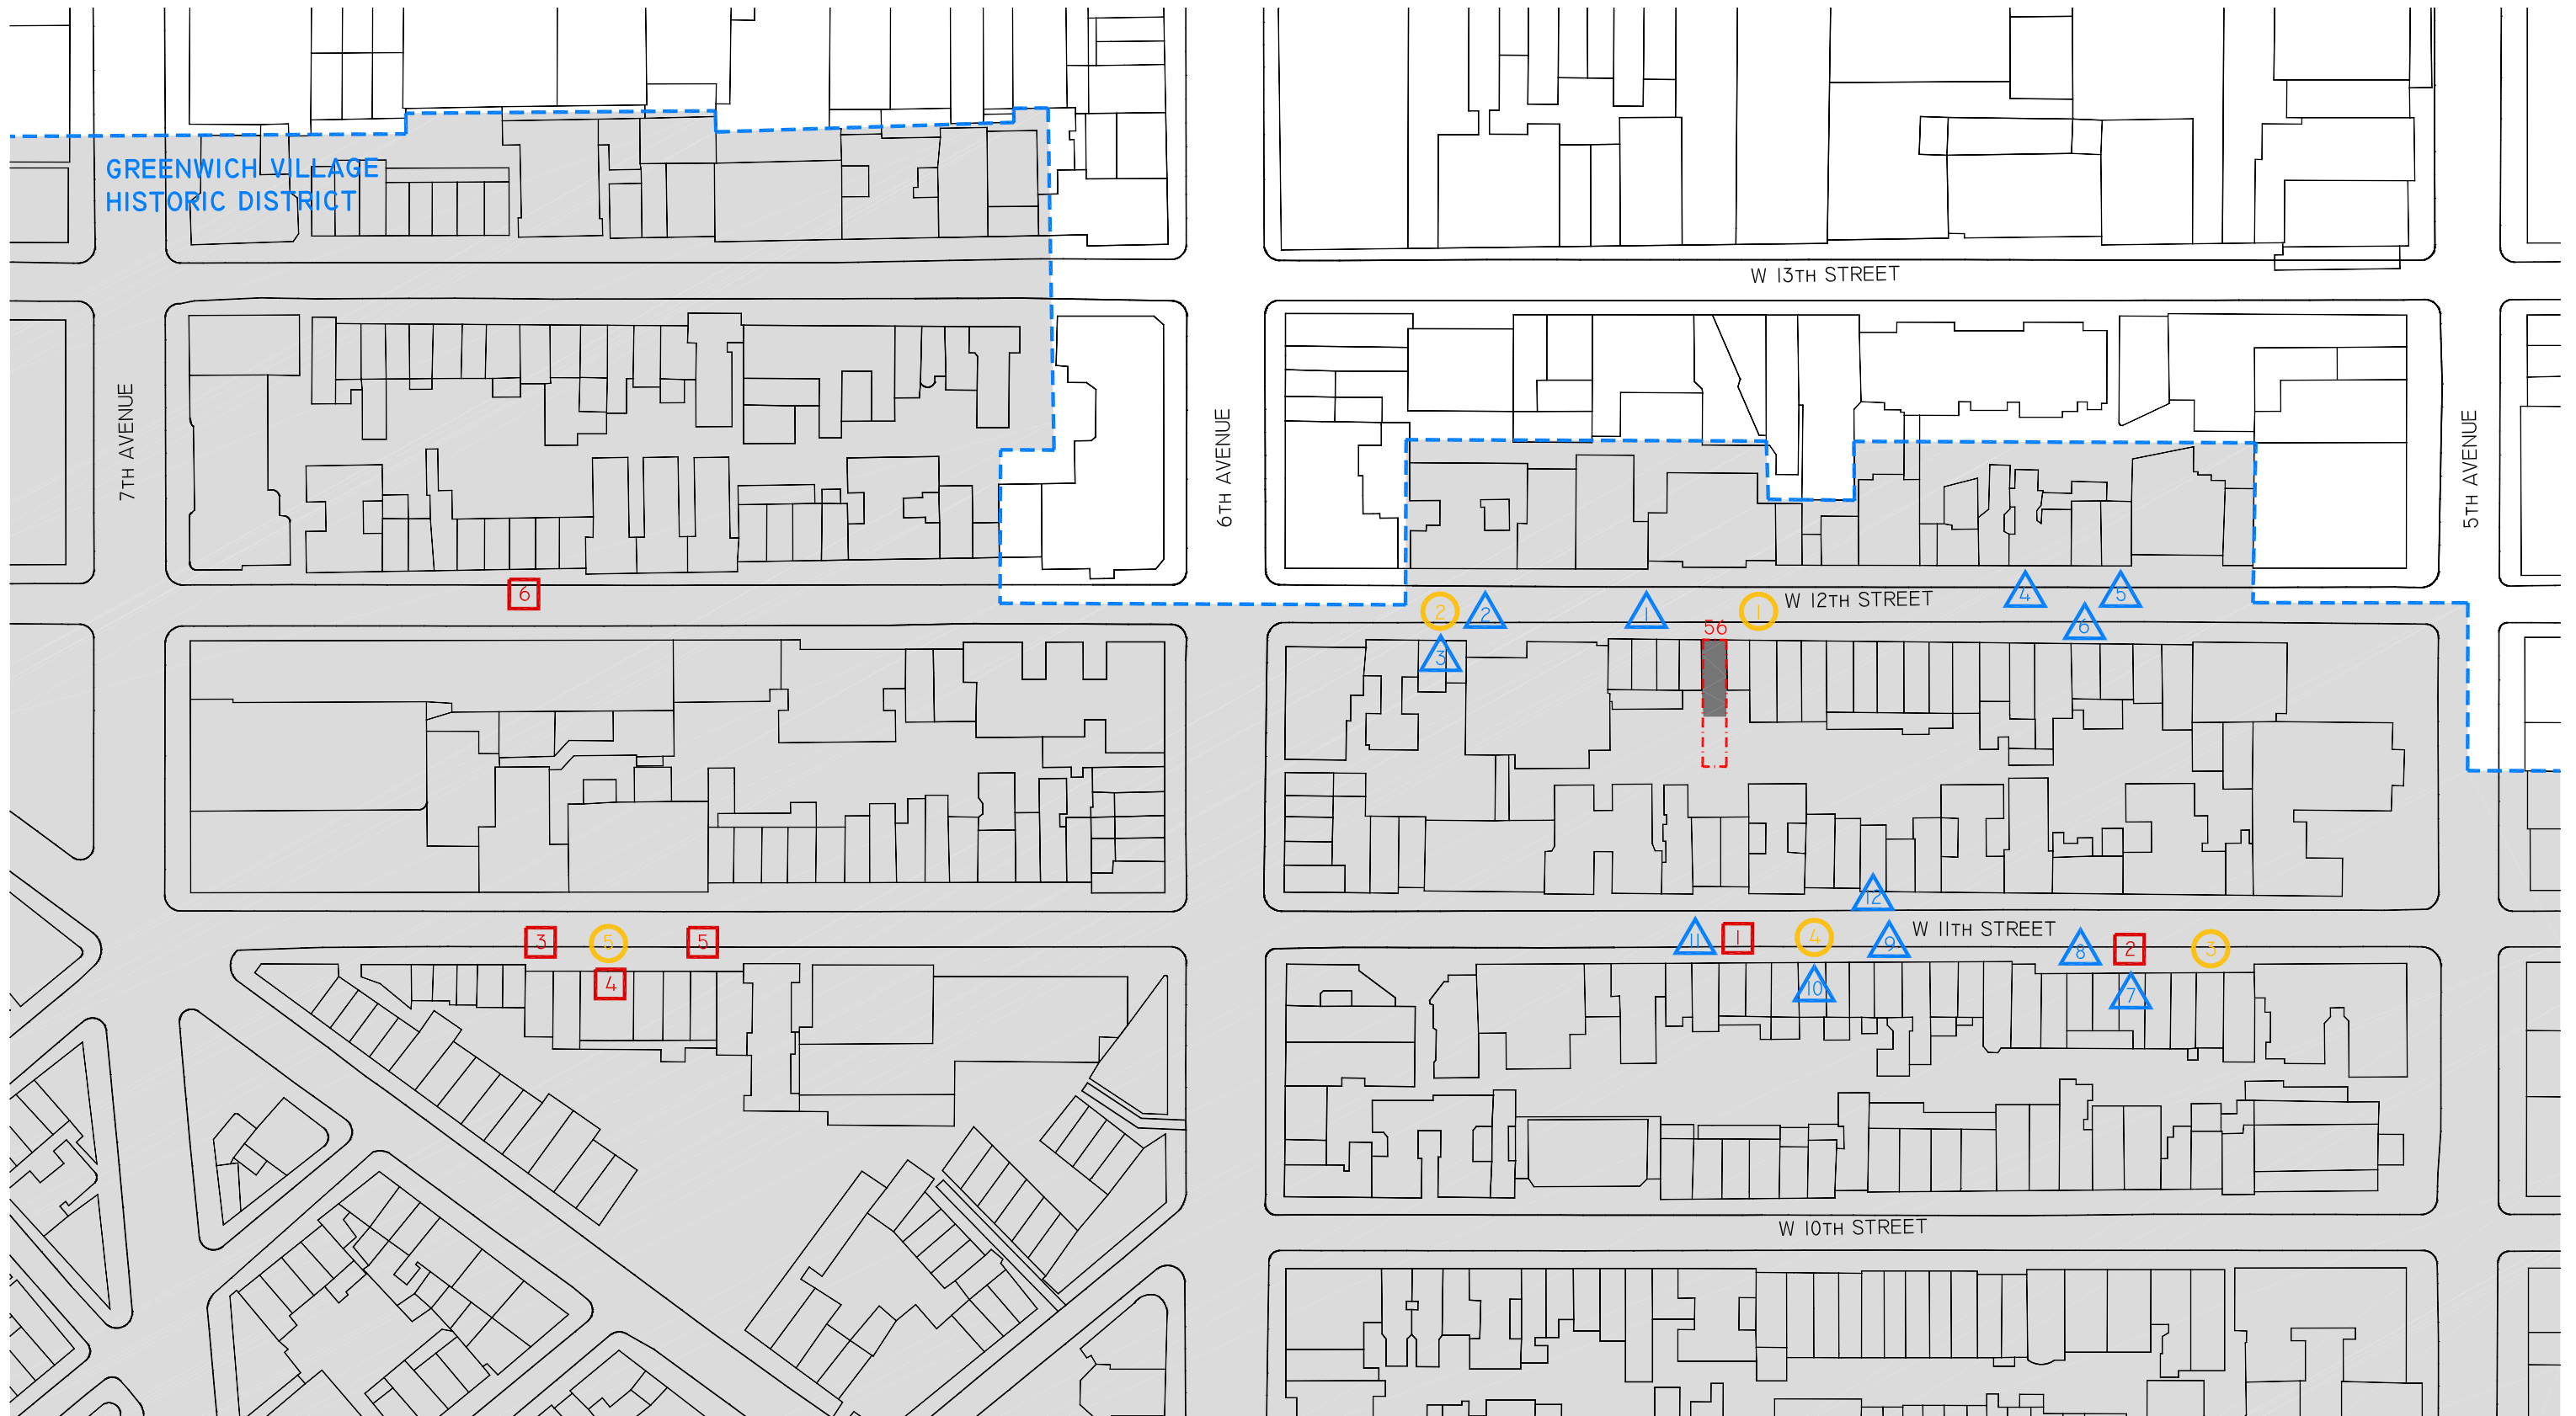 GREENWICH VILLAGE
HISTORIC DISTRICT
W 13TH STREET
7TH AVENUE
6TH AVENUE
5TH AVENUE
6
2
2
1
1
W 12TH STREET
4
5
6
56
3
12
3
5
5
11
1
4
9
W 11TH STREET
8
2
3
4
10
7
W 10TH STREET